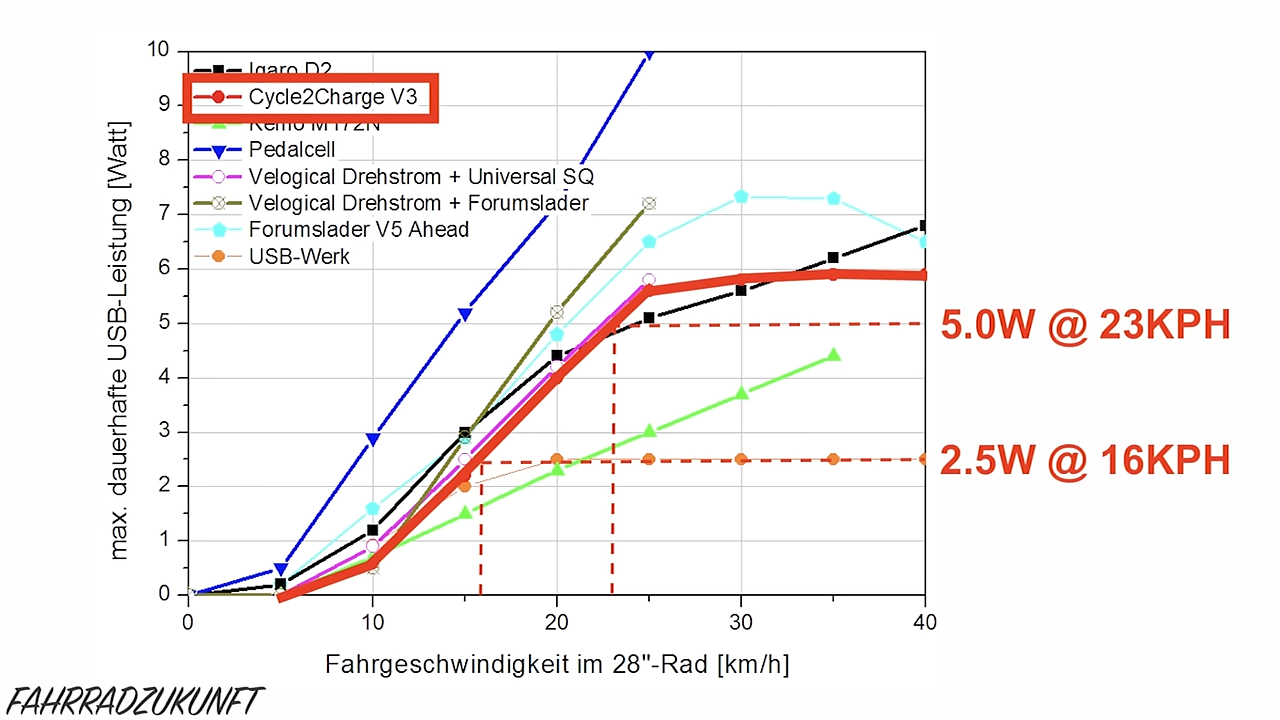 max. dauerhafte USB-Leistung [Watt]
10
9
8
7
6
5
4
3
2
1
0
Igaro D2
Cycle2Charge V3
Kemo M172N
Pedalcell
Velogical Drehstrom + Universal SQ
Velogical Drehstrom + Forumslader
Forumslader V5 Ahead
USB-Werk
5.0W @ 23KPH
2.5W @ 16KPH
0
10
20
30
40
Fahrgeschwindigkeit im 28"-Rad [km/h]
FAHRRADZUKUNFT